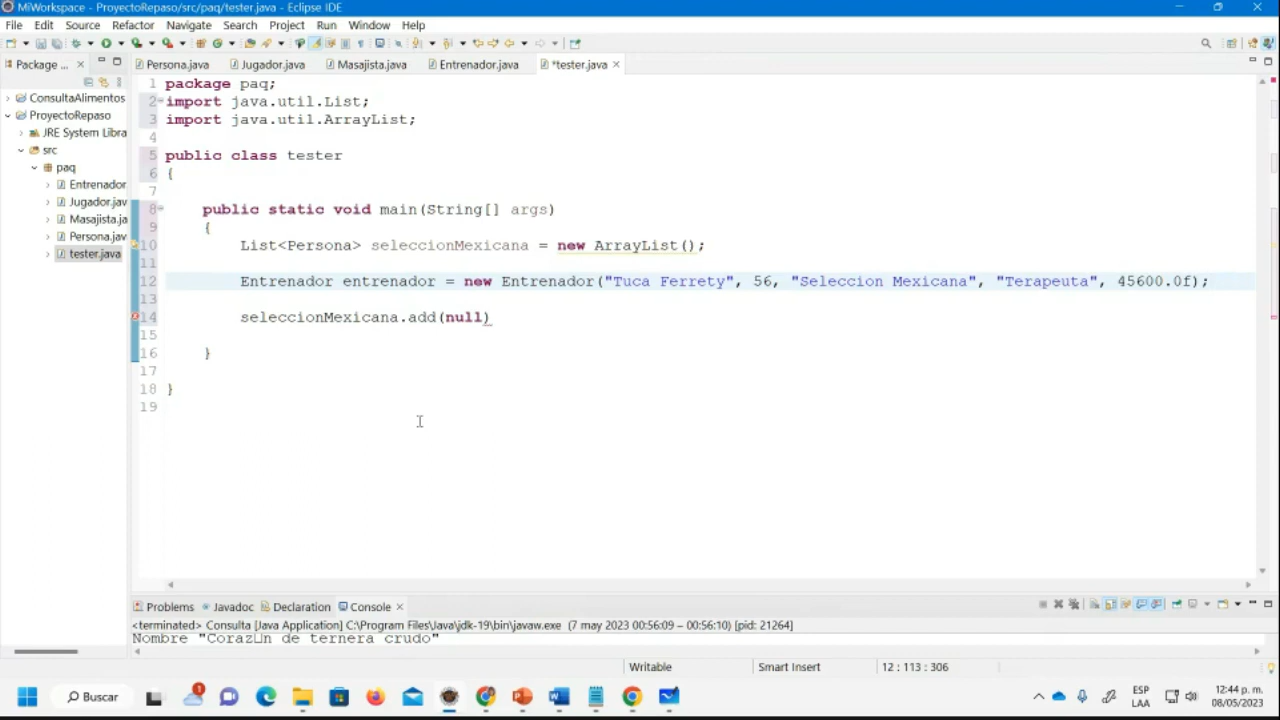 MiWorkspace - ProyectoRepaso/src/paq/tester.java - Eclipse IDE
File Edit Source Refactor Navigate Search Project Run Window Help
Package ...
Persona.java Jugador.java Masajista.java Entrenador.java *tester.java
ConsultaAlimentos
ProyectoRepaso
JRE System Libra
src
paq
Entrenador
Jugador.jav
Masajista.ja
Persona.jav
tester.java
1 package paq;
2 import java.util.List;
3 import java.util.ArrayList;
4
5 public class tester
6 {
7
8 public static void main(String[] args)
9 {
10 List<Persona> seleccionMexicana = new ArrayList();
11
12 Entrenador entrenador = new Entrenador("Tuca Ferrety", 56, "Seleccion Mexicana", "Terapeuta", 45600.0f);
13
14 seleccionMexicana.add(null)
15
16 }
17
18 }
19
Problems Javadoc Declaration Console
<terminated> Consulta [Java Application] C:\Program Files\Java\jdk-19\bin\javaw.exe (7 may 2023 00:56:09 – 00:56:10) [pid: 21264]
Nombre "Coraz□n de ternera crudo"
Writable Smart Insert 12 : 113 : 306
Buscar
1
ESP
LAA
12:44 p. m.
08/05/2023